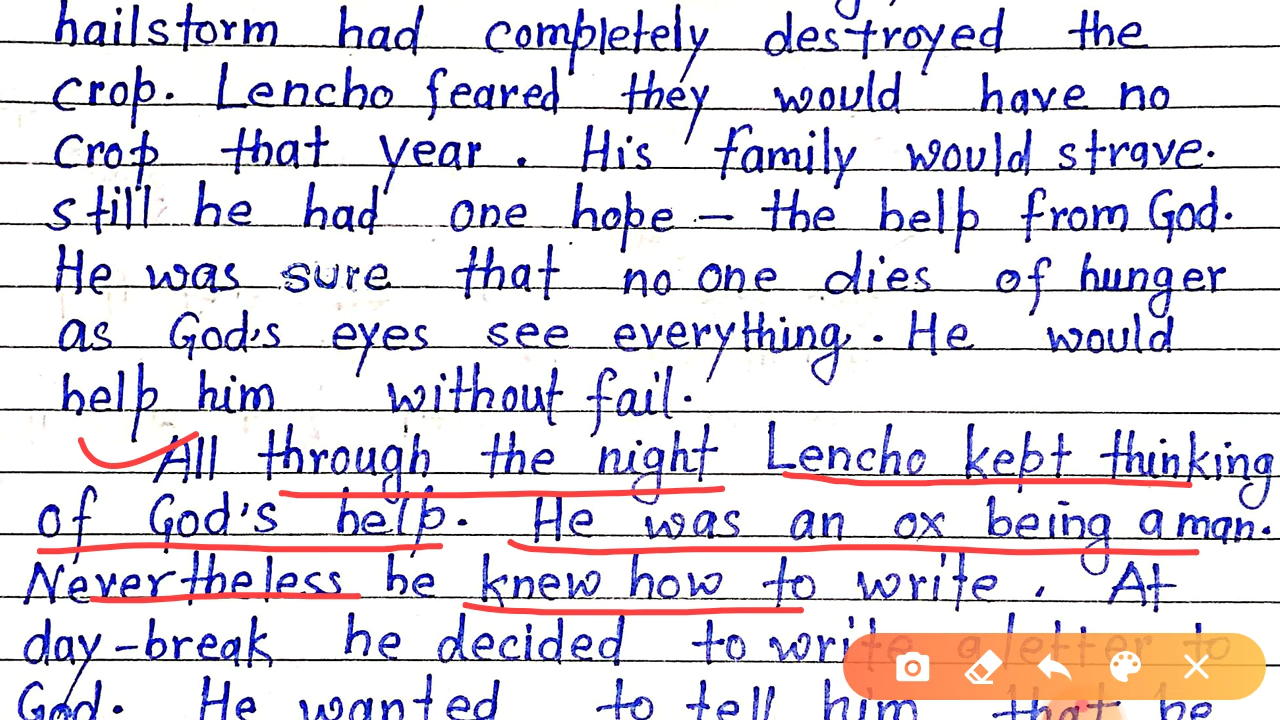 hailstorm had completely destroyed the
crop. Lencho feared they would have no
crop that year. His family would strave.
still he had one hope – the help from God.
He was sure that no one dies of hunger
as God's eyes see everything. He would
help him without fail.
All through the night Lencho kept thinking
of God's help. He was an ox being a man.
Nevertheless he knew how to write. At
day-break he decided to write a letter to
God. He wanted to tell him that he